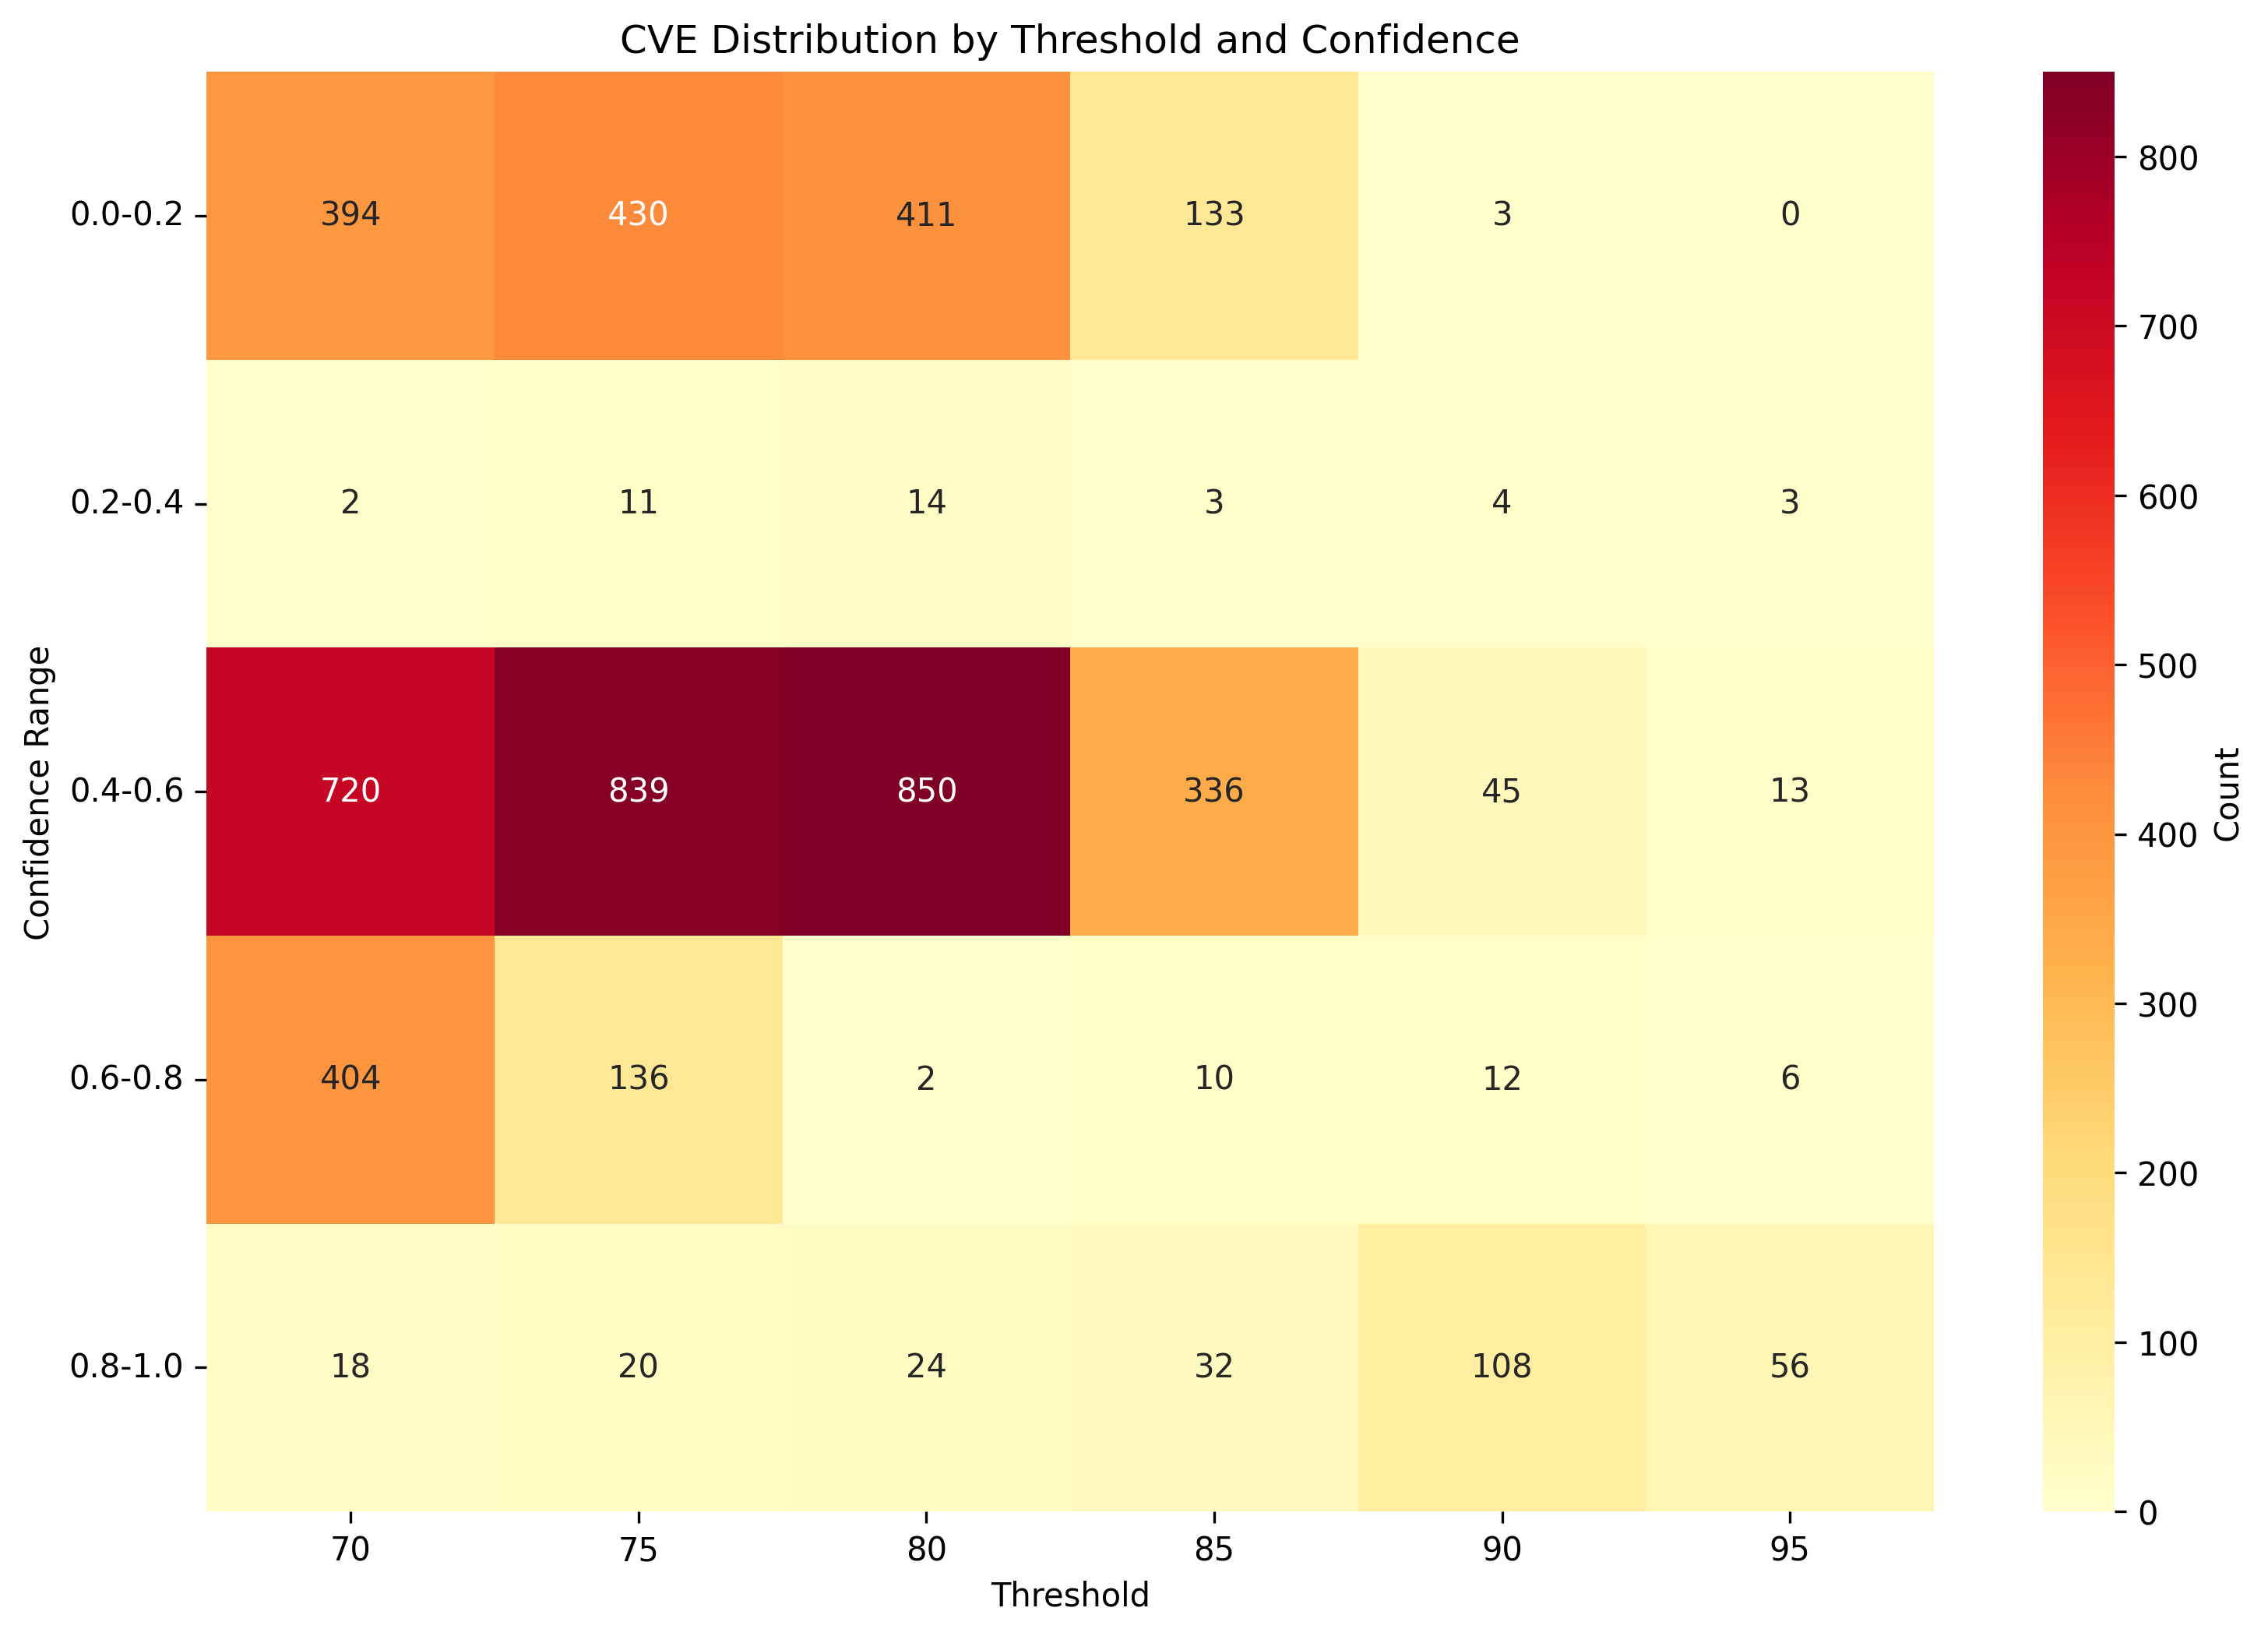 CVE Distribution by Threshold and Confidence
0.0-0.2 394 430 411 133 3 0
0.2-0.4 2 11 14 3 4 3
0.4-0.6 720 839 850 336 45 13
0.6-0.8 404 136 2 10 12 6
0.8-1.0 18 20 24 32 108 56
70 75 80 85 90 95
Threshold
Confidence Range
800
700
600
500
400
300
200
100
0
Count